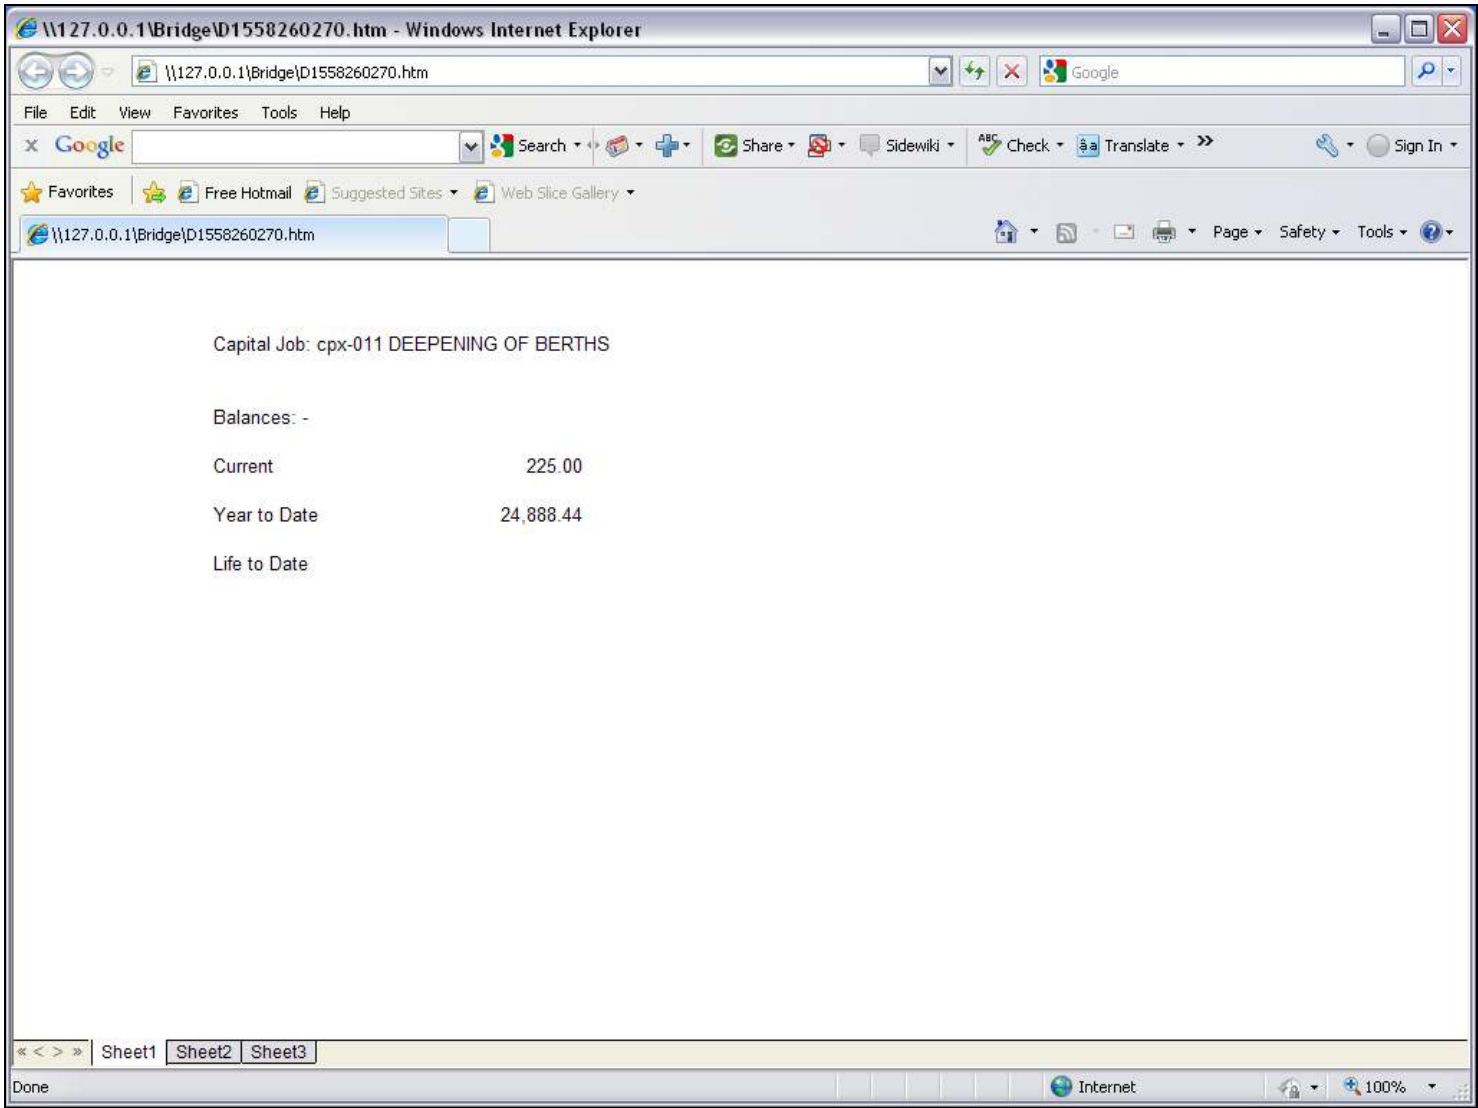 \\127.0.0.1\Bridge\D1558260270.htm - Windows Internet Explorer
\\127.0.0.1\Bridge\D1558260270.htm Google
File Edit View Favorites Tools Help
x Google Search Share Sidewiki ABC Check âa Translate » Sign In
Favorites Free Hotmail Suggested Sites Web Slice Gallery
\\127.0.0.1\Bridge\D1558260270.htm Page Safety Tools
Capital Job: cpx-011 DEEPENING OF BERTHS
Balances: -
Current 225.00
Year to Date 24,888.44
Life to Date
« < > » Sheet1 Sheet2 Sheet3
Done Internet 100%